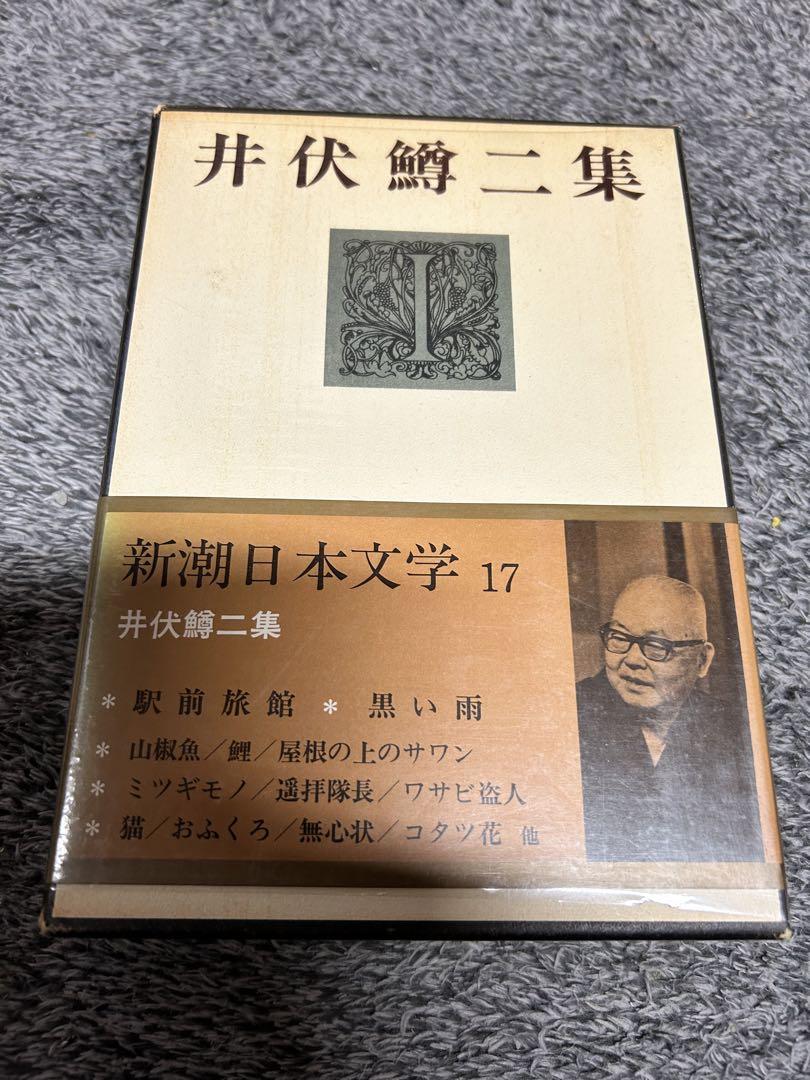 井伏鱒二集
I
新潮日本文学 17
井伏鱒二集
* 駅前旅館 * 黒い雨
* 山椒魚/鯉/屋根の上のサワン
* ミツギモノ/遥拝隊長/ワサビ盗人
* 猫/おふくろ/無心状/コタツ花 他